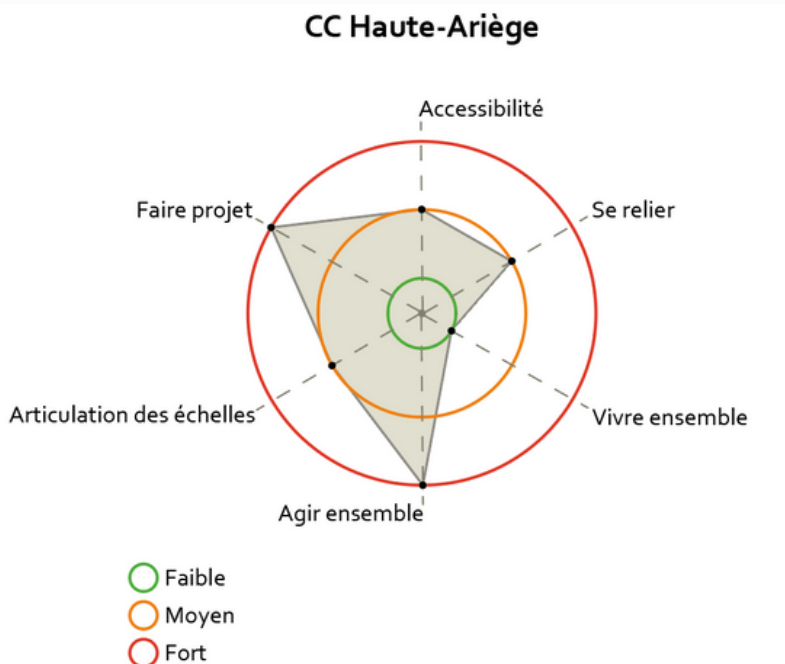 CC Haute-Ariège
Accessibilité
Faire projet
Se relier
Articulation des échelles
Vivre ensemble
Agir ensemble
Faible
Moyen
Fort